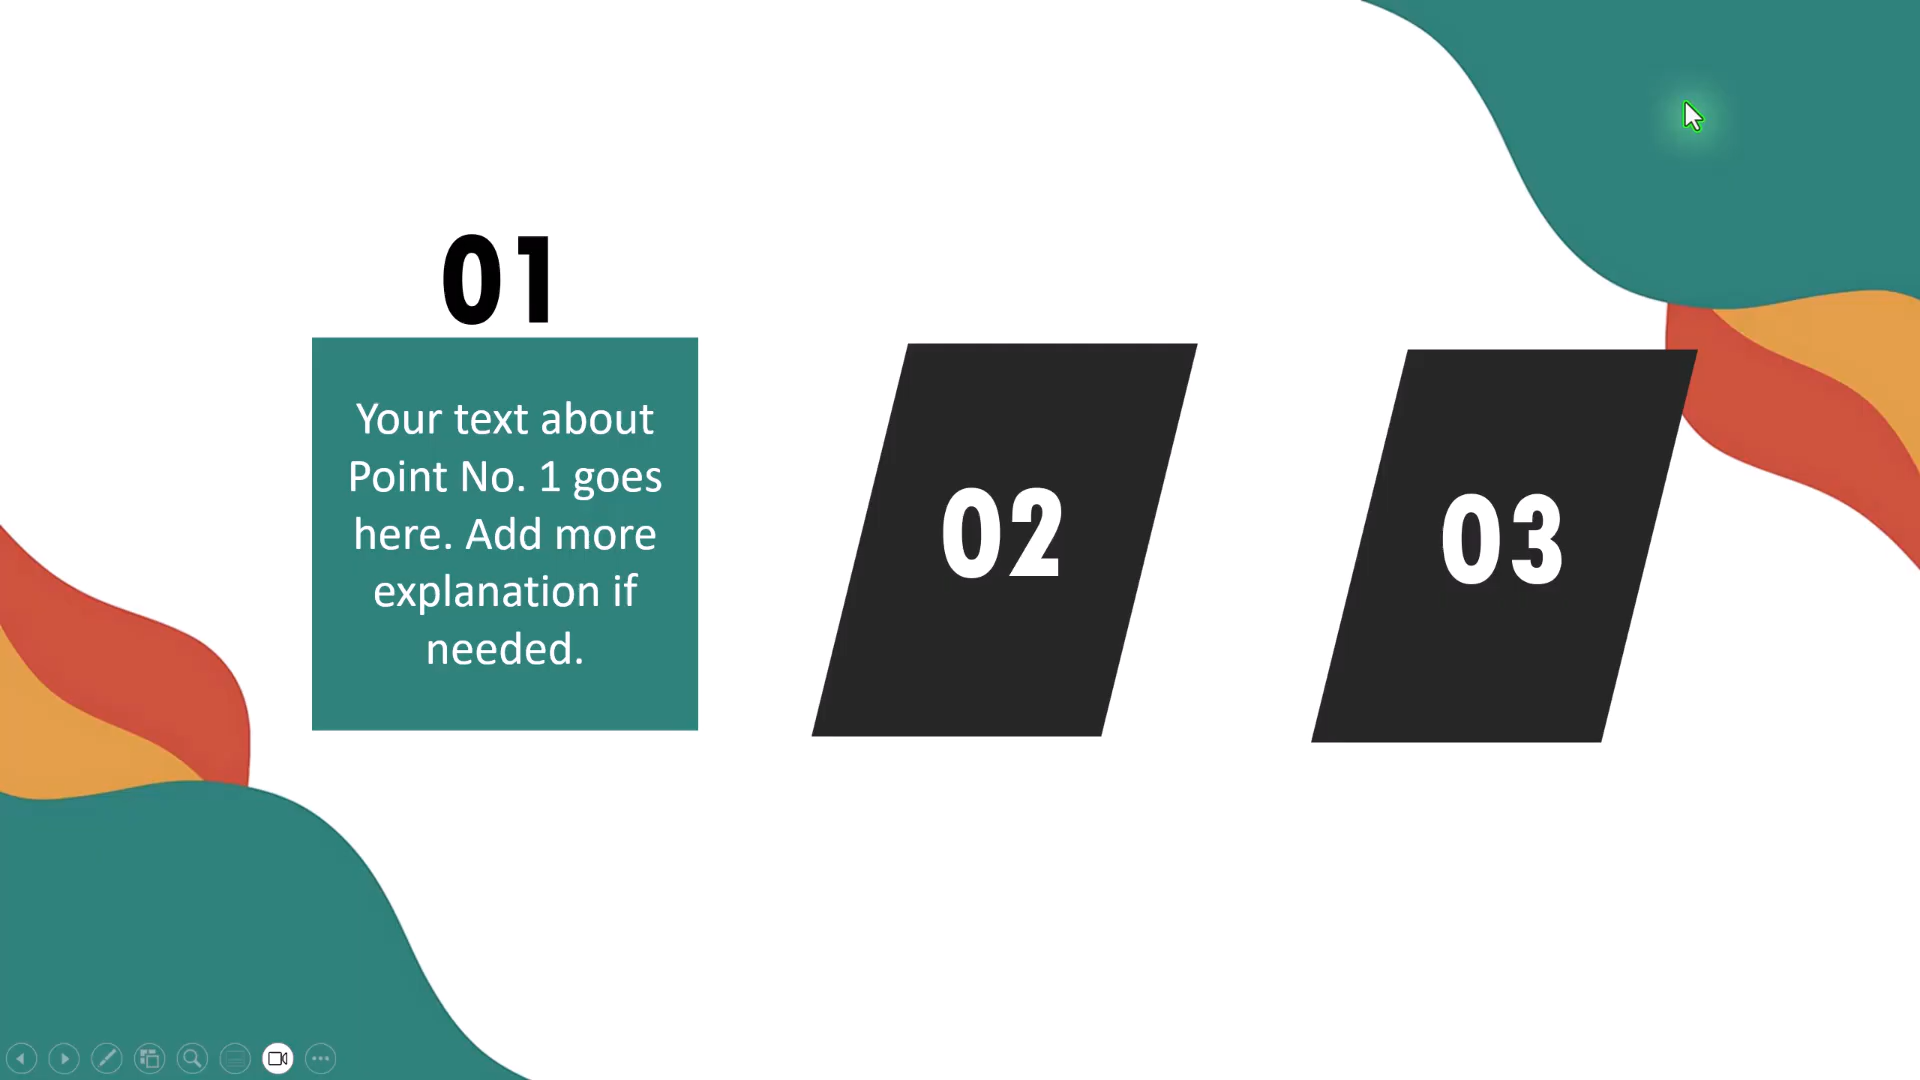 01
Your text about
Point No. 1 goes
here. Add more
explanation if
needed.
02
03